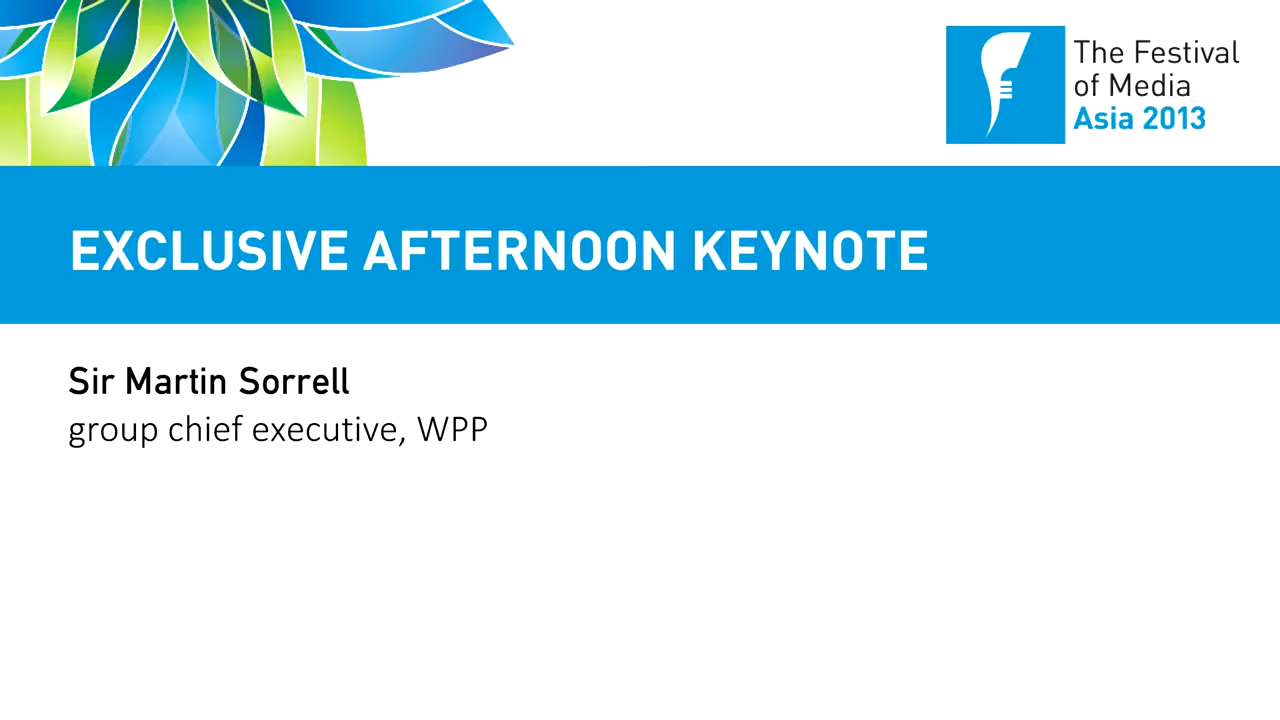 The Festival
of Media
Asia 2013
EXCLUSIVE AFTERNOON KEYNOTE
Sir Martin Sorrell
group chief executive, WPP